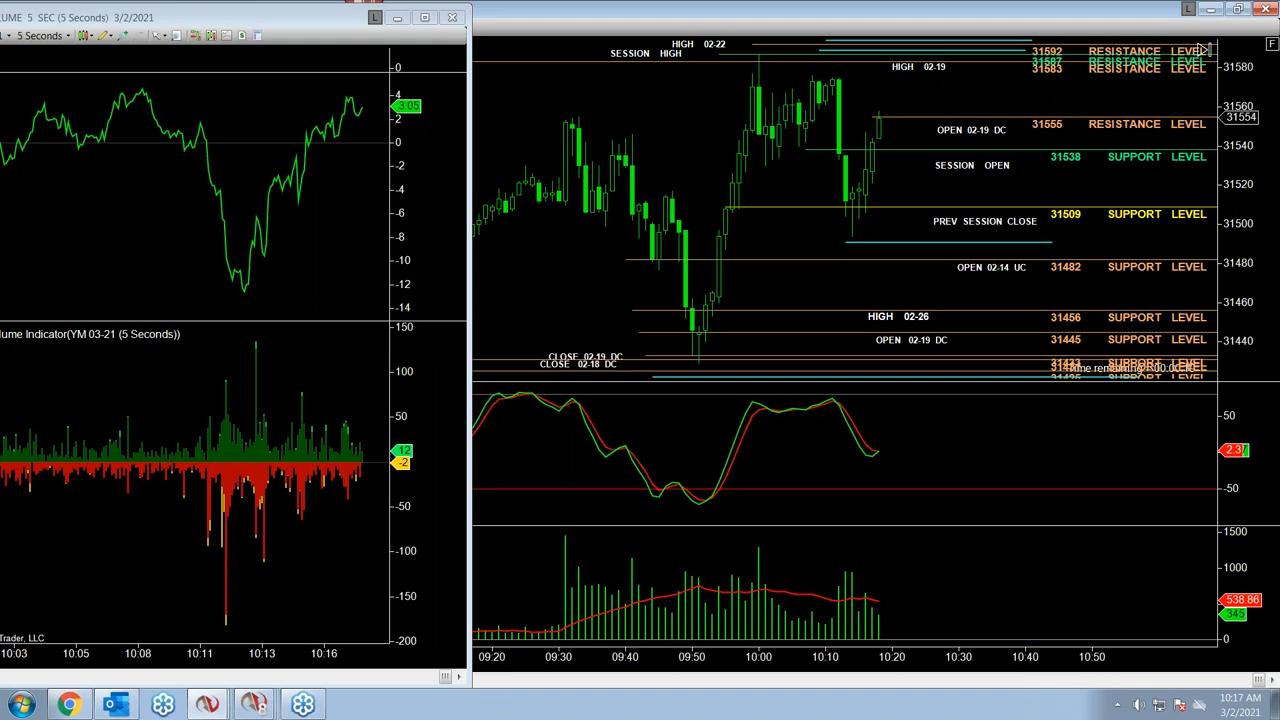 LUME 5 SEC (5 Seconds) 3/2/2021
L
5 Seconds
0
4
3.05
2
0
-2
-4
-6
-8
-10
-12
-14
lume Indicator(YM 03-21 (5 Seconds))
150
100
50
12
-2
-50
-100
-150
-200
Trader, LLC
10:03 10:05 10:08 10:11 10:13 10:16
L
F
HIGH 02-22
SESSION HIGH
31592 RESISTANCE LEVEL
31587 RESISTANCE LEVEL
31583 RESISTANCE LEVEL
HIGH 02-19
31555 RESISTANCE LEVEL
OPEN 02-19 DC
31538 SUPPORT LEVEL
SESSION OPEN
31509 SUPPORT LEVEL
PREV SESSION CLOSE
OPEN 02-14 UC 31482 SUPPORT LEVEL
HIGH 02-26 31456 SUPPORT LEVEL
OPEN 02-19 DC 31445 SUPPORT LEVEL
CLOSE 02-19 DC
CLOSE 02-18 DC
SUPPORT LEVEL
31580
31560
31554
31540
31520
31500
31480
31460
31440
50
2.37
-50
1500
1000
538.86
345
0
09:20 09:30 09:40 09:50 10:00 10:10 10:20 10:30 10:40 10:50
10:17 AM
3/2/2021